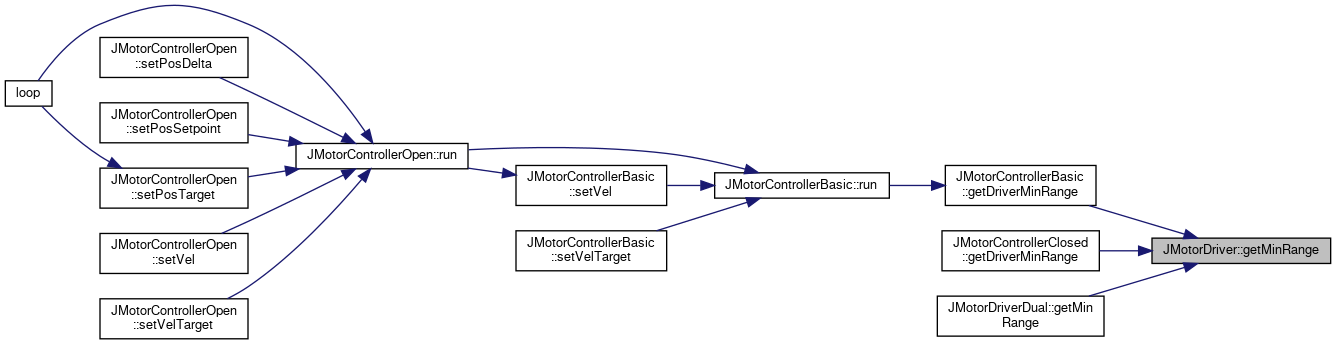 loop
JMotorControllerOpen
::setPosDelta
JMotorControllerOpen
::setPosSetpoint
JMotorControllerOpen
::setPosTarget
JMotorControllerOpen
::setVel
JMotorControllerOpen
::setVelTarget
JMotorControllerOpen::run
JMotorControllerBasic
::setVel
JMotorControllerBasic
::setVelTarget
JMotorControllerBasic::run
JMotorControllerBasic
::getDriverMinRange
JMotorControllerClosed
::getDriverMinRange
JMotorDriverDual::getMin
Range
JMotorDriver::getMinRange